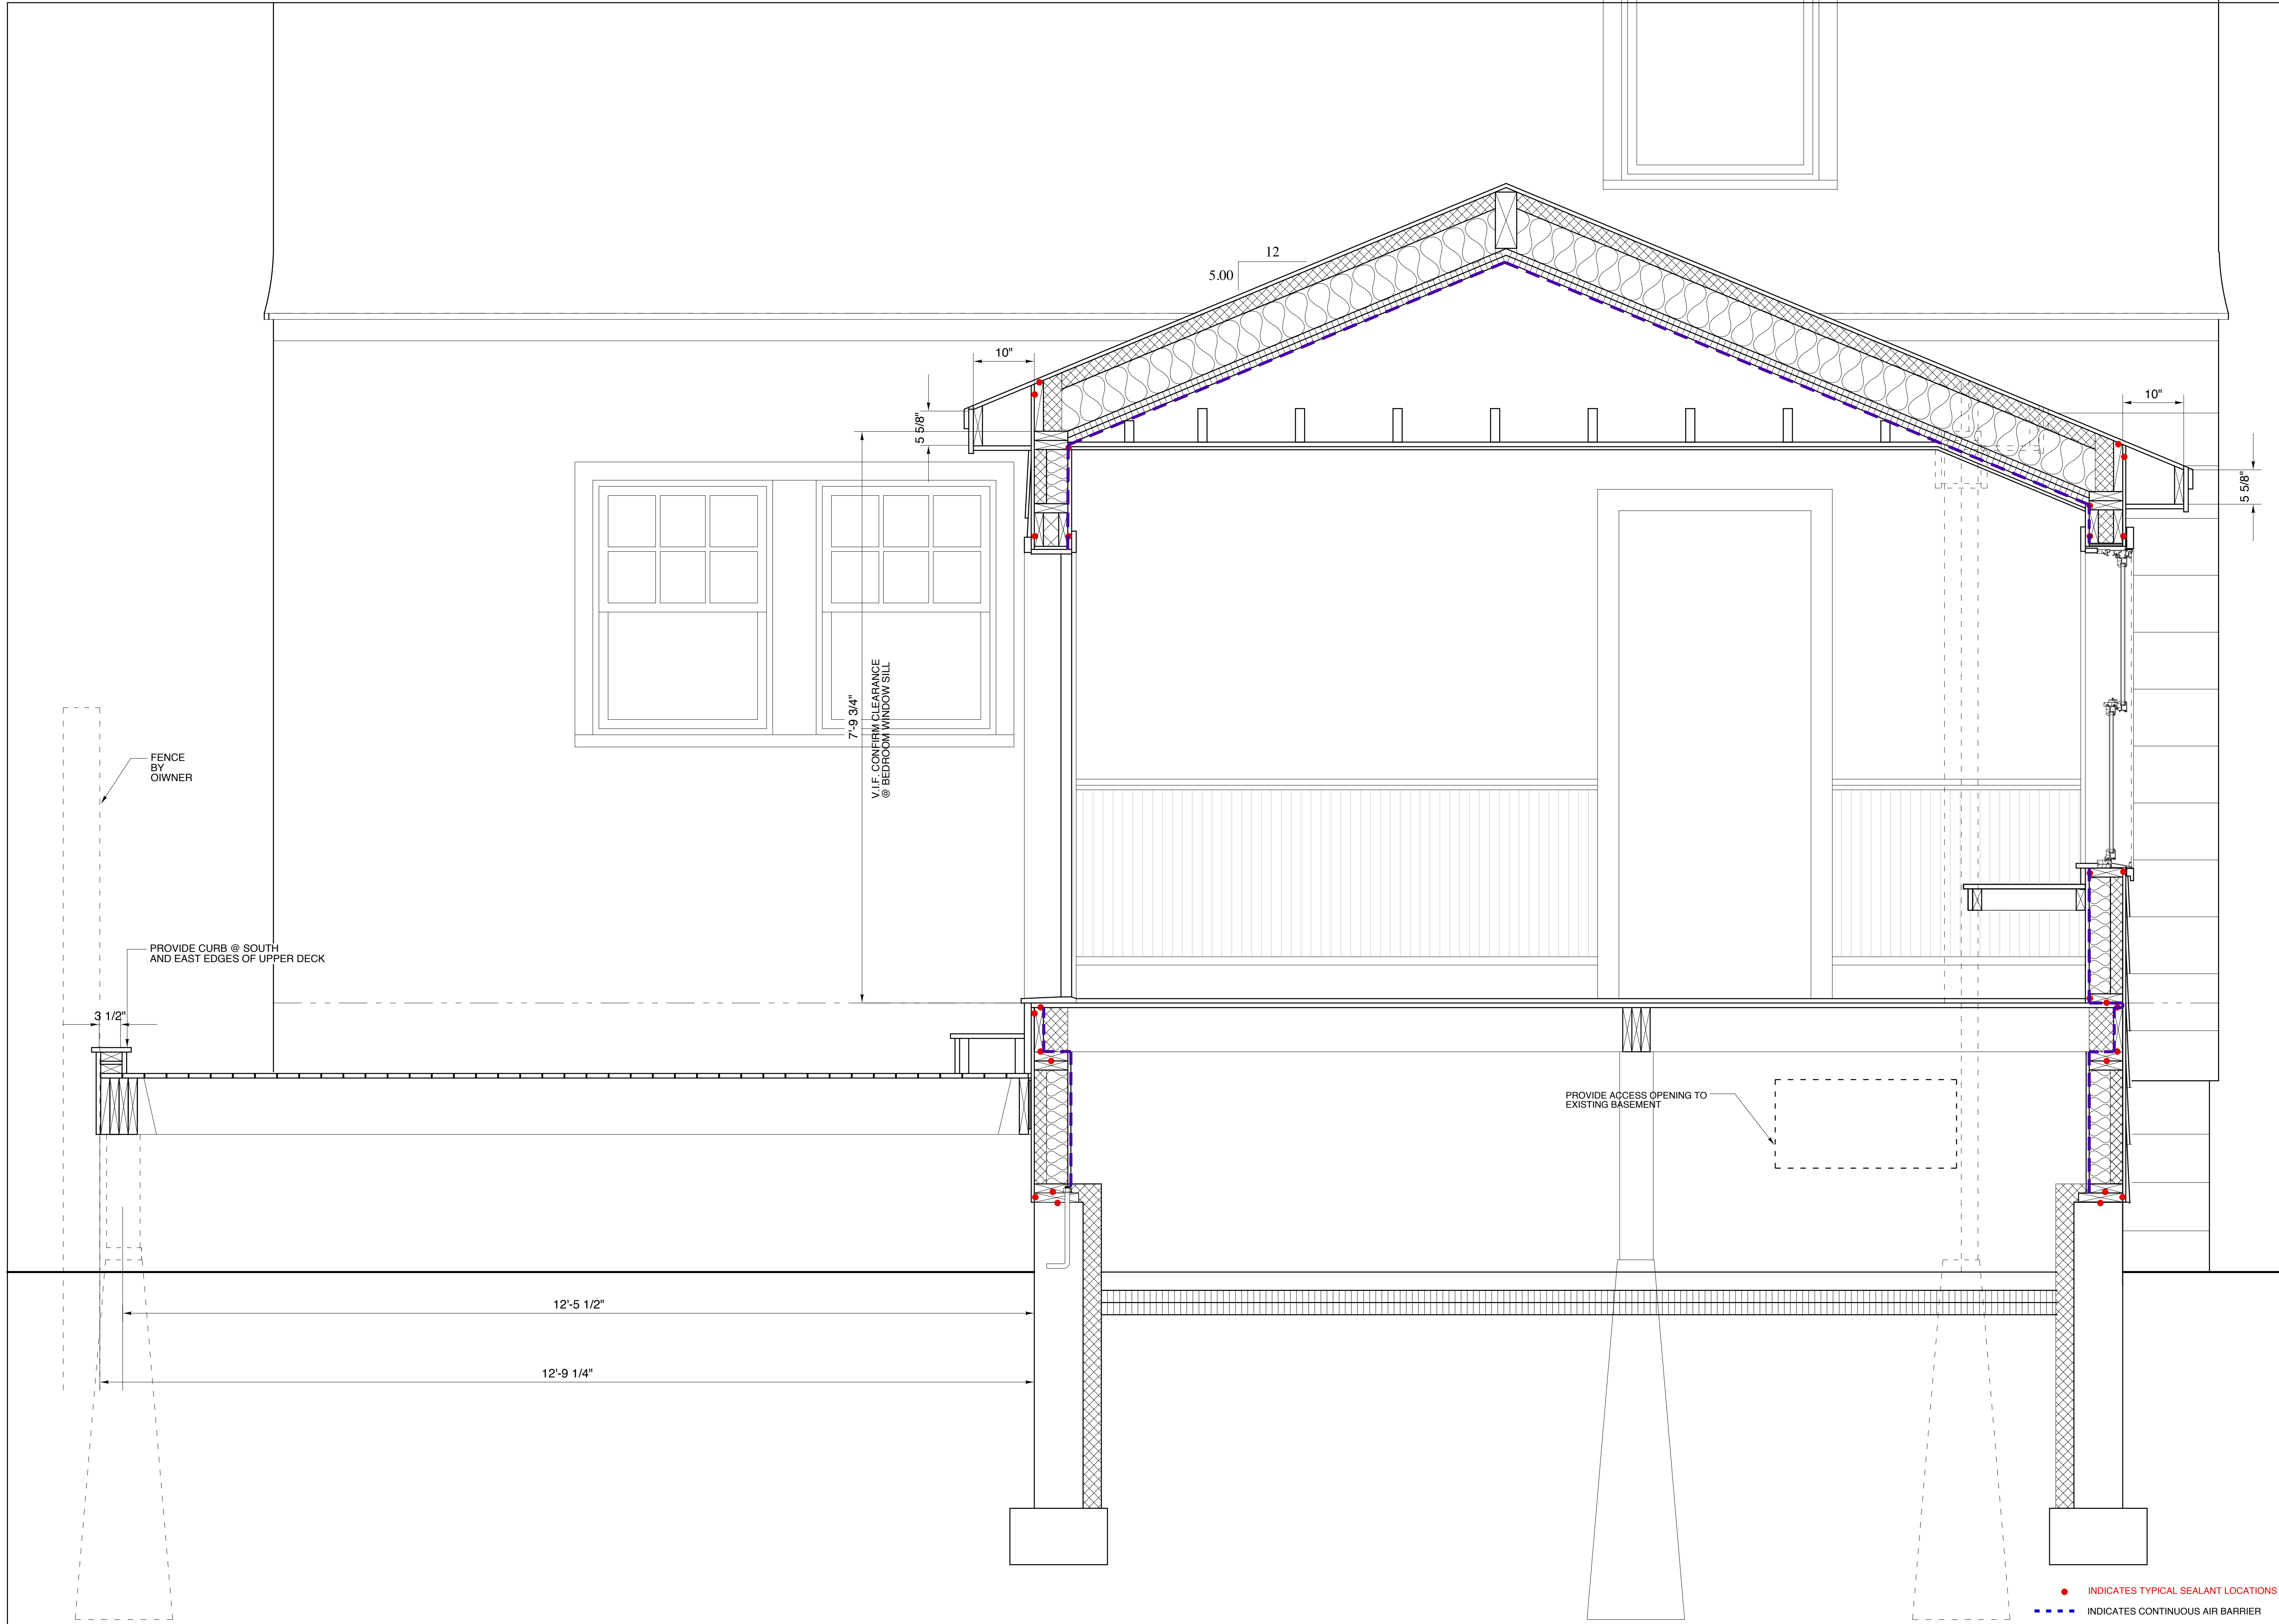 12
5.00
10"
5 5/8"
10"
5 5/8"
7'-9 3/4"
V.I.F. CONFIRM CLEARANCE
@ BEDROOM WINDOW SILL
FENCE
BY
OIWNER
PROVIDE CURB @ SOUTH
AND EAST EDGES OF UPPER DECK
3 1/2"
PROVIDE ACCESS OPENING TO
EXISTING BASEMENT
12'-5 1/2"
12'-9 1/4"
INDICATES TYPICAL SEALANT LOCATIONS
INDICATES CONTINUOUS AIR BARRIER